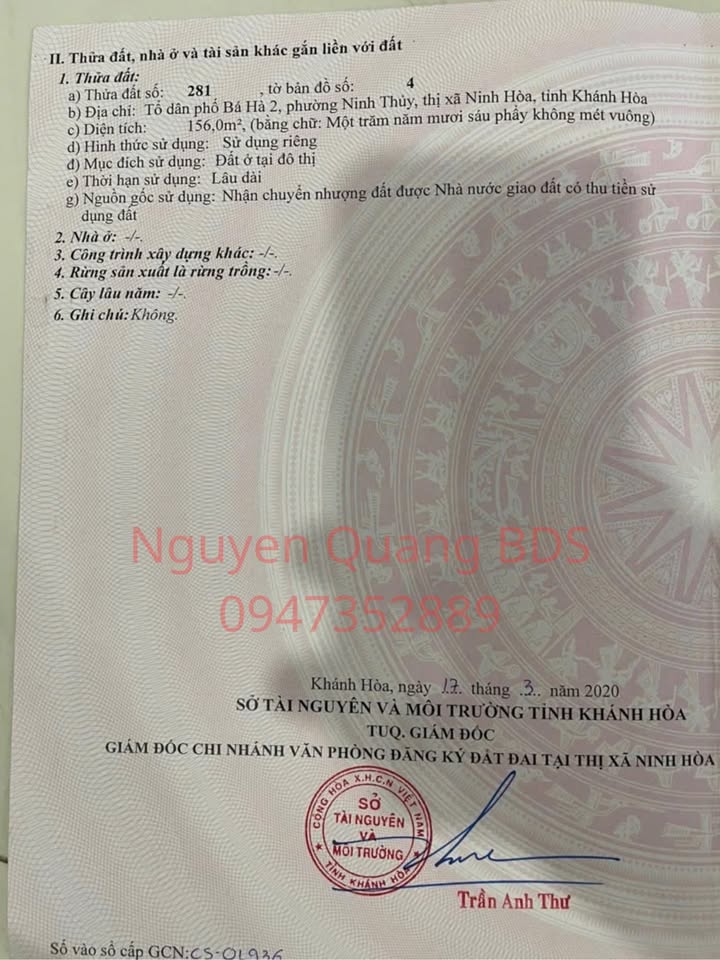 II. Thửa đất, nhà ở và tài sản khác gắn liền với đất
1. Thửa đất:
a) Thửa đất số: 281 , tờ bản đồ số: 4
b) Địa chỉ: Tổ dân phố Bá Hà 2, phường Ninh Thủy, thị xã Ninh Hòa, tỉnh Khánh Hòa
c) Diện tích: 156,0m², (bằng chữ: Một trăm năm mươi sáu phẩy không mét vuông)
d) Hình thức sử dụng: Sử dụng riêng
đ) Mục đích sử dụng: Đất ở tại đô thị
e) Thời hạn sử dụng: Lâu dài
g) Nguồn gốc sử dụng: Nhận chuyển nhượng đất được Nhà nước giao đất có thu tiền sử
dụng đất
2. Nhà ở: -/-.
3. Công trình xây dựng khác: -/-.
4. Rừng sản xuất là rừng trồng: -/-.
5. Cây lâu năm: -/-.
6. Ghi chú: Không.
Nguyen Quang BDS
0947352889
Khánh Hòa, ngày 17. tháng .3.. năm 2020
SỞ TÀI NGUYÊN VÀ MÔI TRƯỜNG TỈNH KHÁNH HÒA
TUQ. GIÁM ĐỐC
GIÁM ĐỐC CHI NHÁNH VĂN PHÒNG ĐĂNG KÝ ĐẤT ĐAI TẠI THỊ XÃ NINH HÒA
CỘNG HÒA X.H.C.N VIỆT NAM
SỞ
TÀI NGUYÊN
VÀ
MÔI TRƯỜNG
TỈNH KHÁNH HÒA
Trần Anh Thư
Số vào sổ cấp GCN: CS-01936